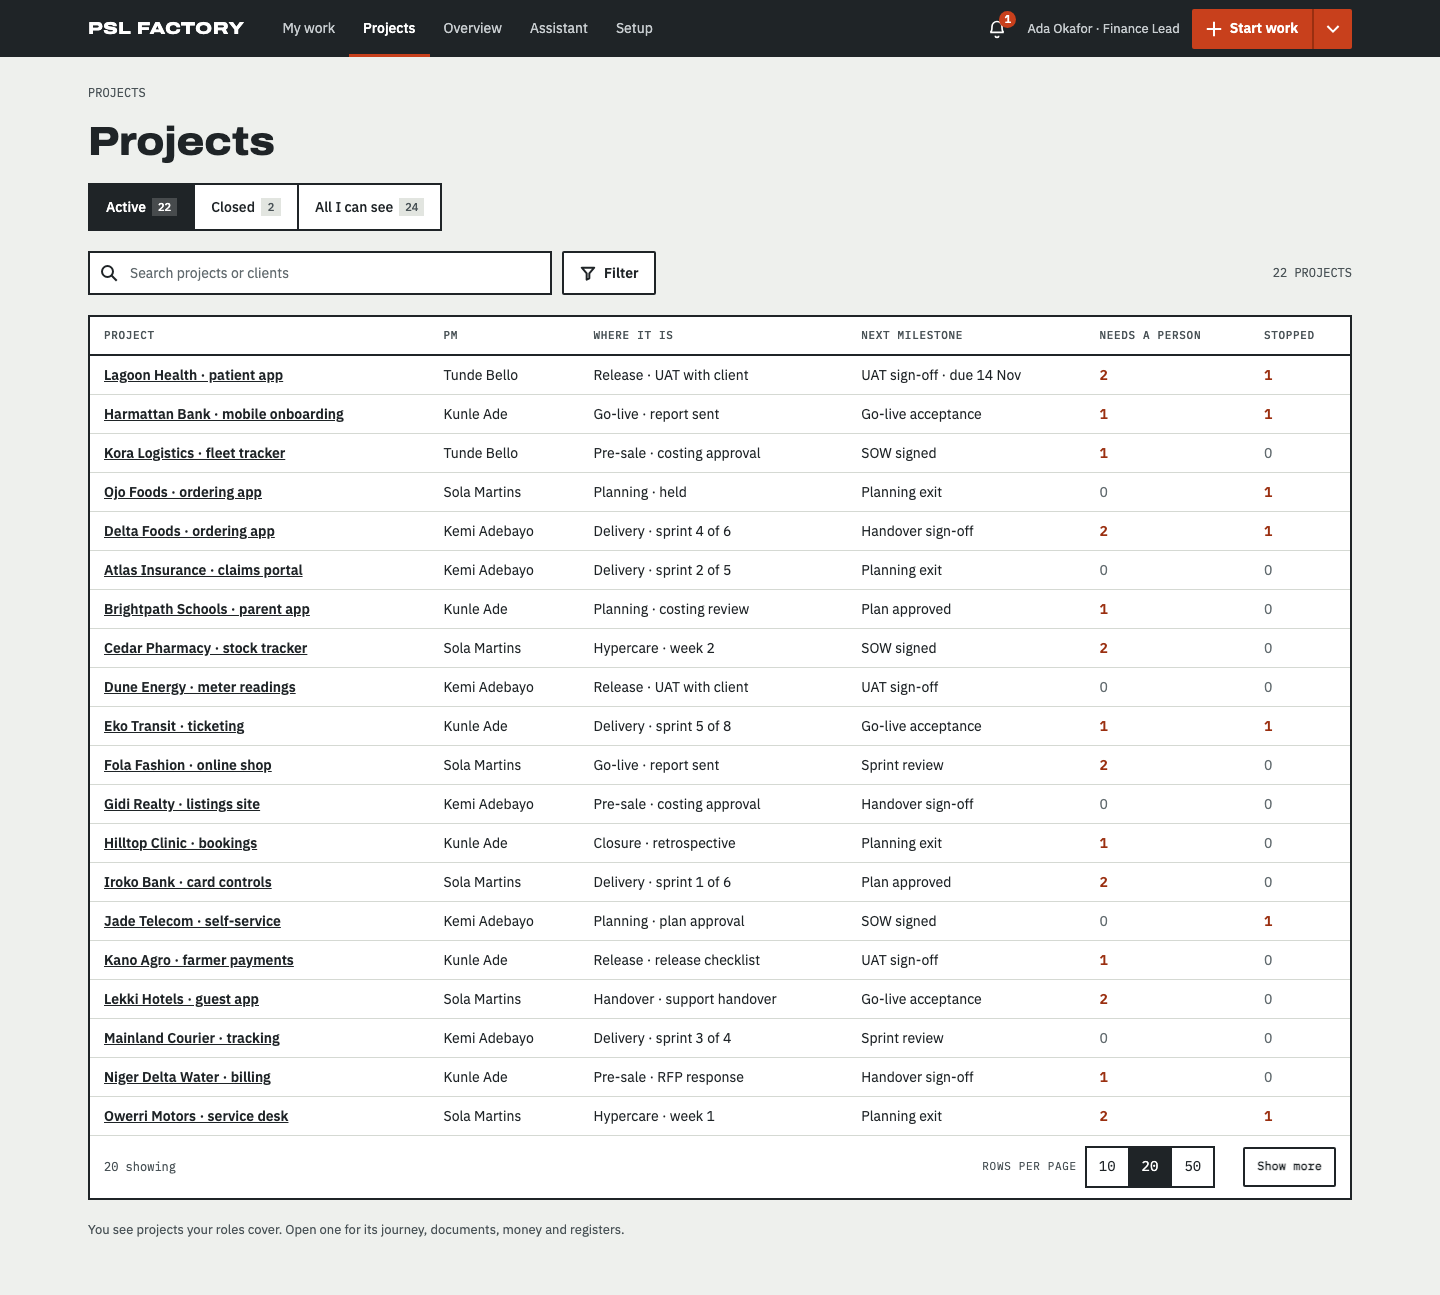 PSL FACTORY My work Projects Overview Assistant Setup 1 Ada Okafor · Finance Lead Start work
PROJECTS
Projects
Active 22 Closed 2 All I can see 24
Search projects or clients Filter 22 PROJECTS
PROJECT PM WHERE IT IS NEXT MILESTONE NEEDS A PERSON STOPPED
Lagoon Health · patient app Tunde Bello Release · UAT with client UAT sign-off · due 14 Nov 2 1
Harmattan Bank · mobile onboarding Kunle Ade Go-live · report sent Go-live acceptance 1 1
Kora Logistics · fleet tracker Tunde Bello Pre-sale · costing approval SOW signed 1 0
Ojo Foods · ordering app Sola Martins Planning · held Planning exit 0 1
Delta Foods · ordering app Kemi Adebayo Delivery · sprint 4 of 6 Handover sign-off 2 1
Atlas Insurance · claims portal Kemi Adebayo Delivery · sprint 2 of 5 Planning exit 0 0
Brightpath Schools · parent app Kunle Ade Planning · costing review Plan approved 1 0
Cedar Pharmacy · stock tracker Sola Martins Hypercare · week 2 SOW signed 2 0
Dune Energy · meter readings Kemi Adebayo Release · UAT with client UAT sign-off 0 0
Eko Transit · ticketing Kunle Ade Delivery · sprint 5 of 8 Go-live acceptance 1 1
Fola Fashion · online shop Sola Martins Go-live · report sent Sprint review 2 0
Gidi Realty · listings site Kemi Adebayo Pre-sale · costing approval Handover sign-off 0 0
Hilltop Clinic · bookings Kunle Ade Closure · retrospective Planning exit 1 0
Iroko Bank · card controls Sola Martins Delivery · sprint 1 of 6 Plan approved 2 0
Jade Telecom · self-service Kemi Adebayo Planning · plan approval SOW signed 0 1
Kano Agro · farmer payments Kunle Ade Release · release checklist UAT sign-off 1 0
Lekki Hotels · guest app Sola Martins Handover · support handover Go-live acceptance 2 0
Mainland Courier · tracking Kemi Adebayo Delivery · sprint 3 of 4 Sprint review 0 0
Niger Delta Water · billing Kunle Ade Pre-sale · RFP response Handover sign-off 1 0
Owerri Motors · service desk Sola Martins Hypercare · week 1 Planning exit 2 1
20 showing ROWS PER PAGE 10 20 50 Show more
You see projects your roles cover. Open one for its journey, documents, money and registers.